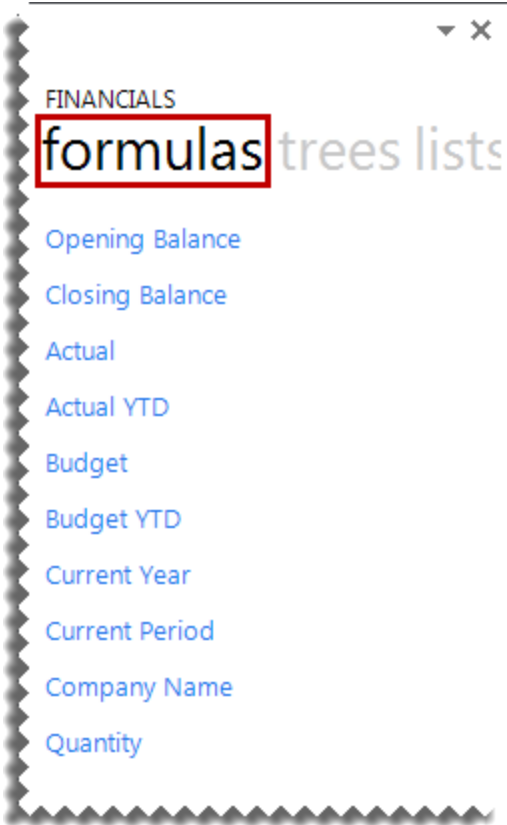 FINANCIALS
formulas trees lists
Opening Balance
Closing Balance
Actual
Actual YTD
Budget
Budget YTD
Current Year
Current Period
Company Name
Quantity